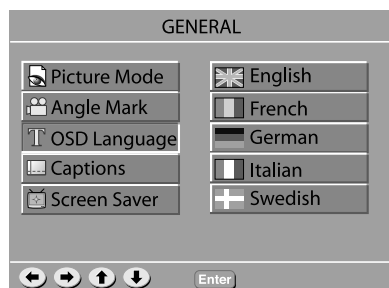 GENERAL
Picture Mode
Angle Mark
T OSD Language
Captions
Screen Saver
English
French
German
Italian
Swedish
Enter